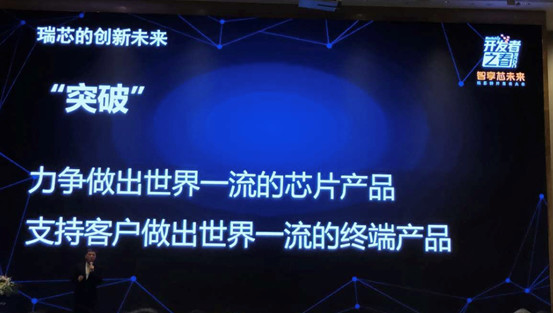 瑞芯的创新未来
开发者
之春
智享芯未来
“突破”
力争做出世界一流的芯片产品
支持客户做出世界一流的终端产品